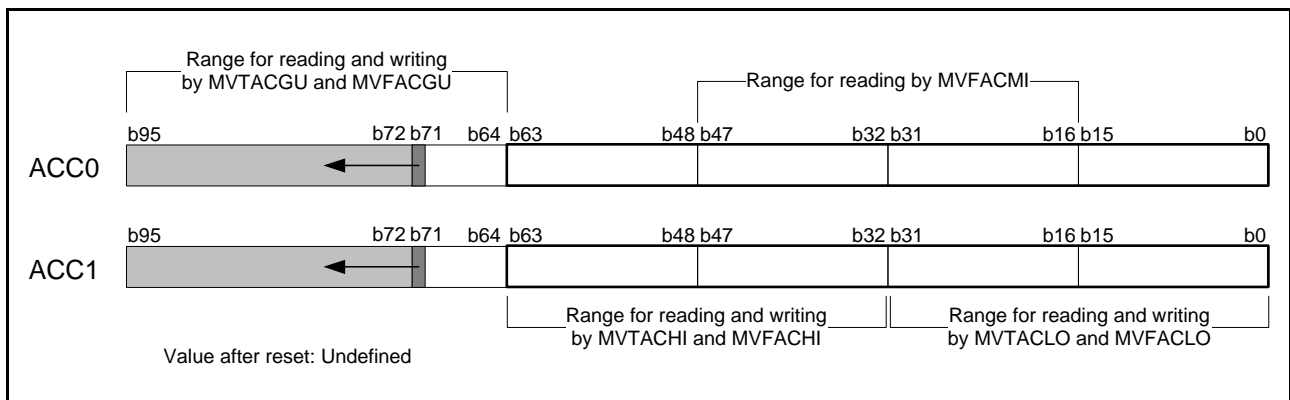 Range for reading and writing
by MVTACGU and MVFACGU
Range for reading by MVFACMI
b95 b72 b71 b64 b63 b48 b47 b32 b31 b16 b15 b0
ACC0
b95 b72 b71 b64 b63 b48 b47 b32 b31 b16 b15 b0
ACC1
Range for reading and writing
by MVTACHI and MVFACHI
Range for reading and writing
by MVTACLO and MVFACLO
Value after reset: Undefined